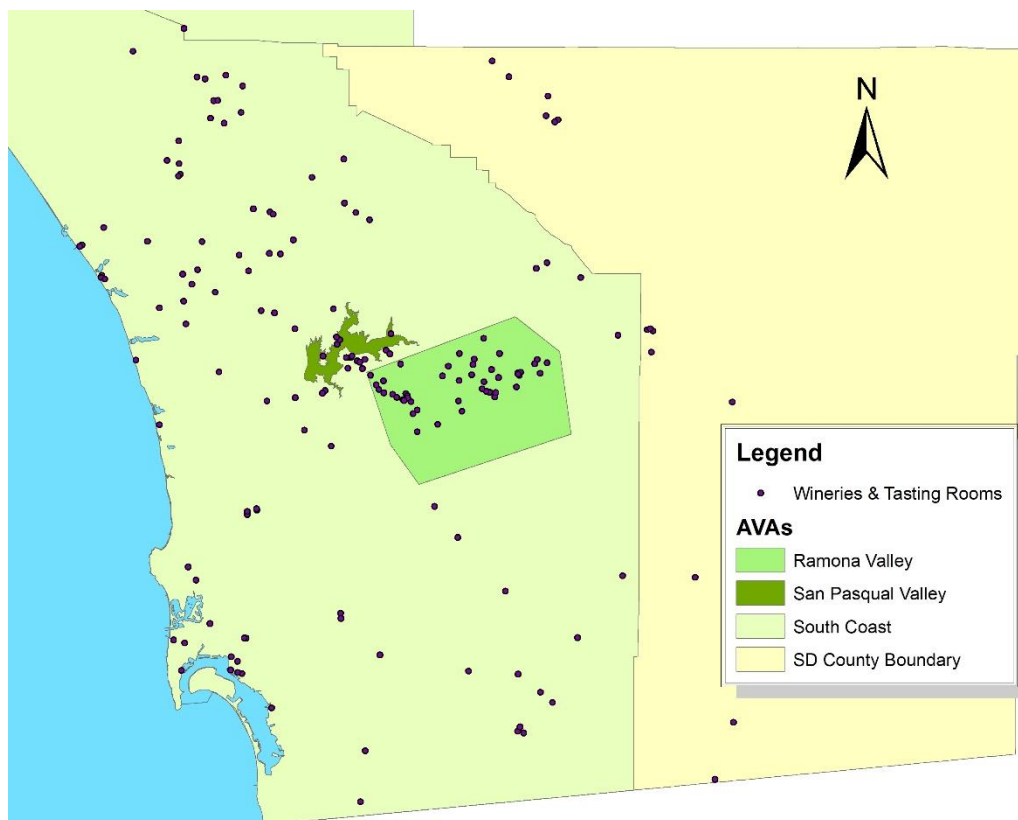 N
Legend
Wineries & Tasting Rooms
AVAs
Ramona Valley
San Pasqual Valley
South Coast
SD County Boundary